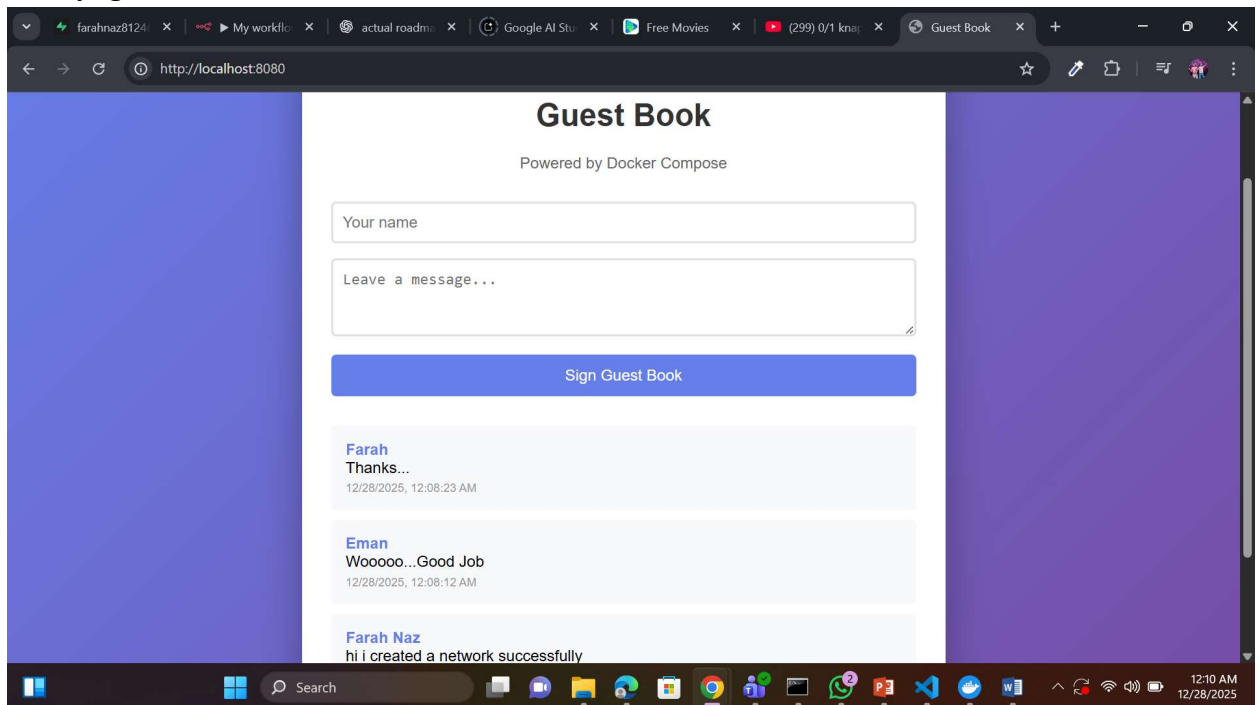 farahnaz8124
My workflo
actual roadma
Google AI Stu
Free Movies
(299) 0/1 knap
Guest Book
http://localhost:8080
Guest Book
Powered by Docker Compose
Your name
Leave a message...
Sign Guest Book
Farah
Thanks...
12/28/2025, 12:08:23 AM
Eman
Wooooo...Good Job
12/28/2025, 12:08:12 AM
Farah Naz
hi i created a network successfully
Search
2
12:10 AM
12/28/2025